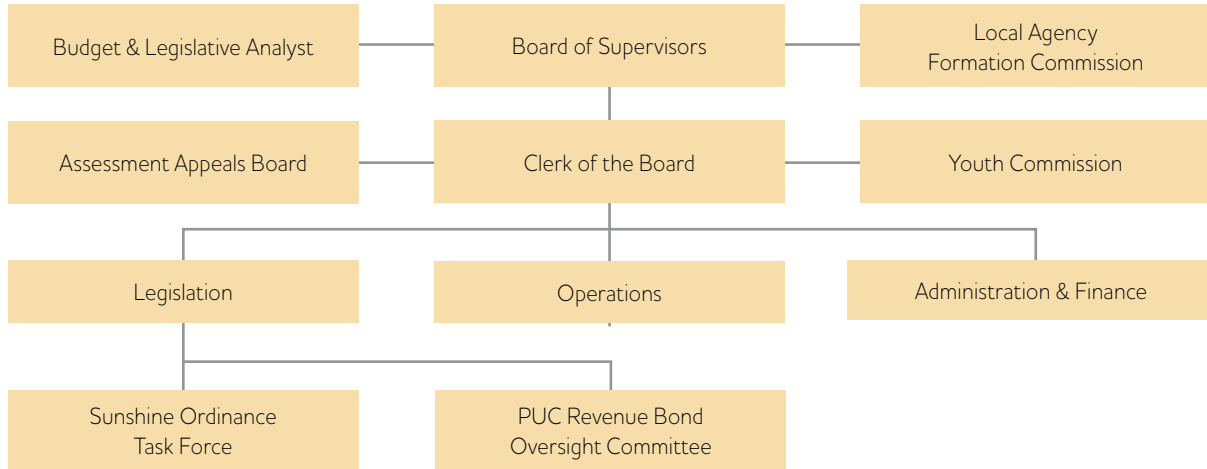 Budget & Legislative Analyst
Board of Supervisors
Local Agency
Formation Commission
Assessment Appeals Board
Clerk of the Board
Youth Commission
Legislation
Operations
Administration & Finance
Sunshine Ordinance
Task Force
PUC Revenue Bond
Oversight Committee